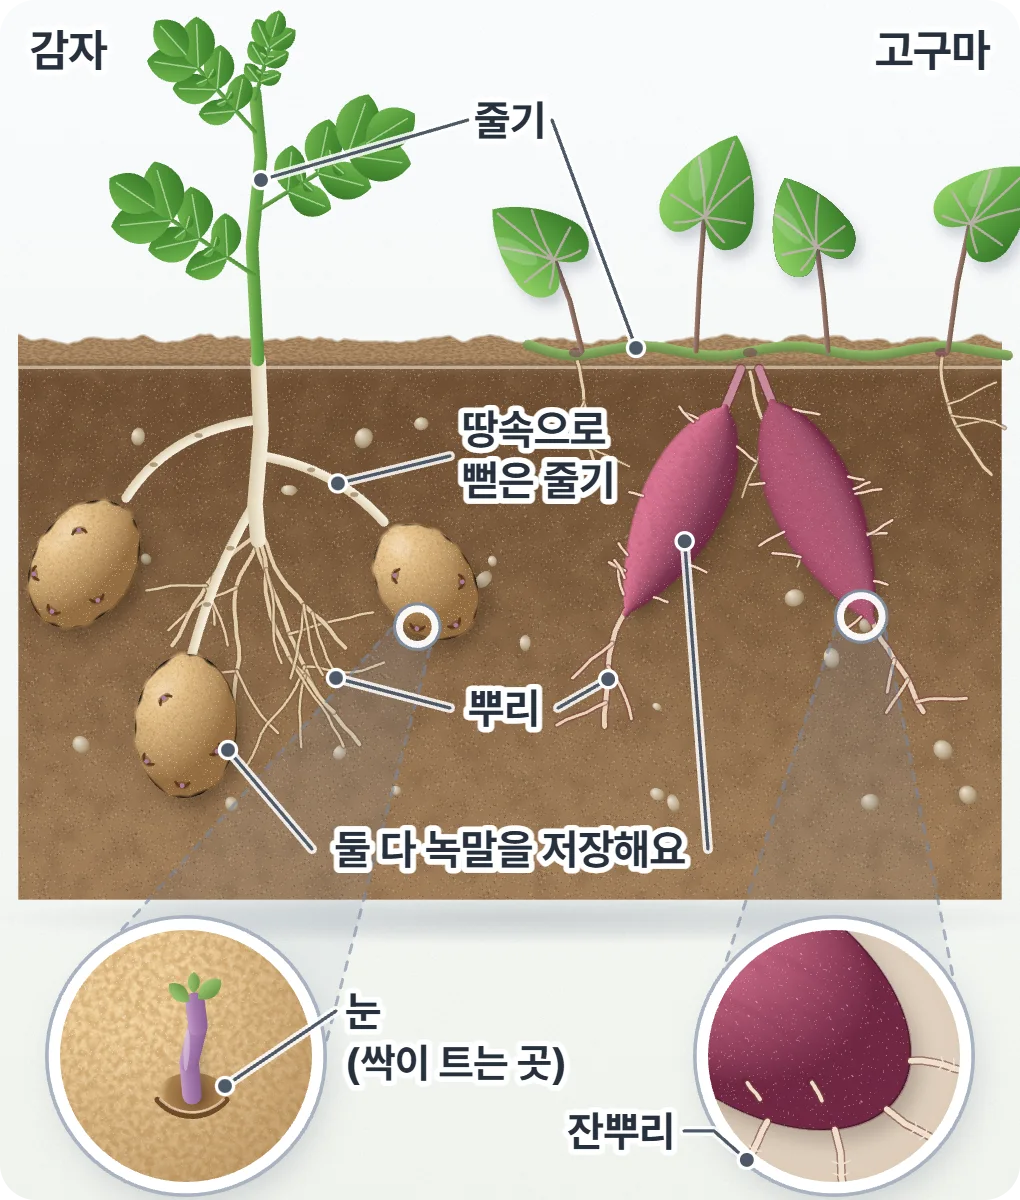 감자
고구마
줄기
땅속으로
뻗은 줄기
뿌리
둘 다 녹말을 저장해요
눈
(싹이 트는 곳)
잔뿌리